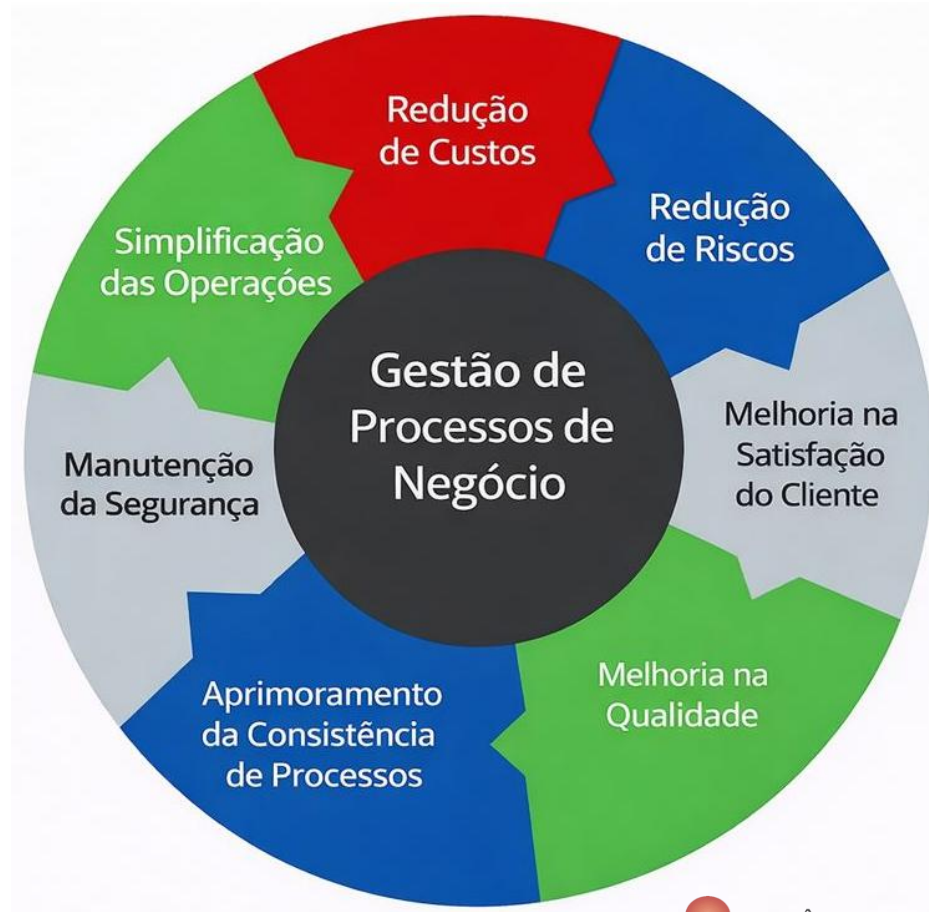 Redução
de Custos
Redução
de Riscos
Melhoria na
Satisfação
do Cliente
Melhoria na
Qualidade
Aprimoramento
da Consistência
de Processos
Manutenção
da Segurança
Simplificação
das Operaçóes
Gestão de
Processos de
Negócio